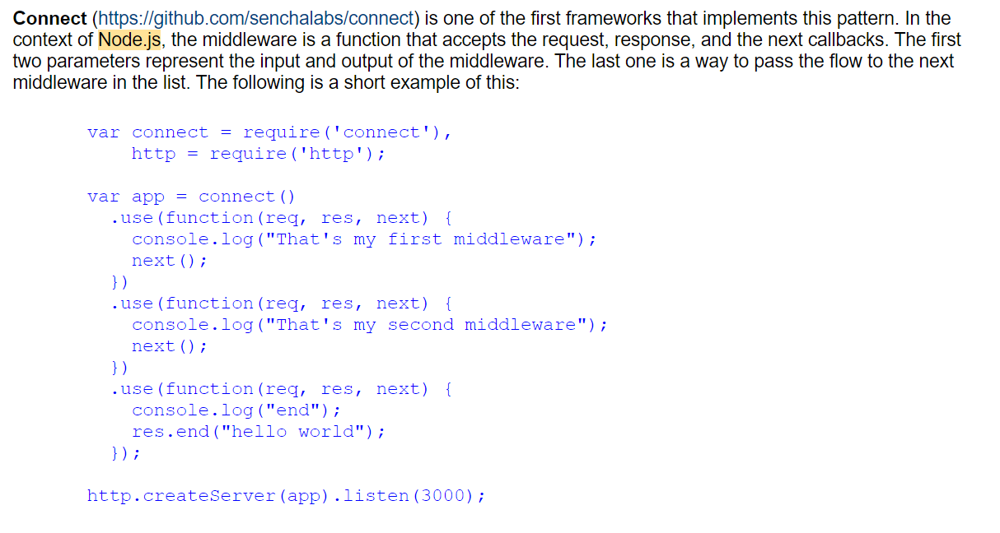 Connect (https://github.com/senchalabs/connect) is one of the first frameworks that implements this pattern. In the
context of Node.js, the middleware is a function that accepts the request, response, and the next callbacks. The first
two parameters represent the input and output of the middleware. The last one is a way to pass the flow to the next
middleware in the list. The following is a short example of this:
var connect = require('connect'),
    http = require('http');
var app = connect()
  .use(function(req, res, next) {
    console.log("That's my first middleware");
    next();
  })
  .use(function(req, res, next) {
    console.log("That's my second middleware");
    next();
  })
  .use(function(req, res, next) {
    console.log("end");
    res.end("hello world");
  });
http.createServer(app).listen(3000);